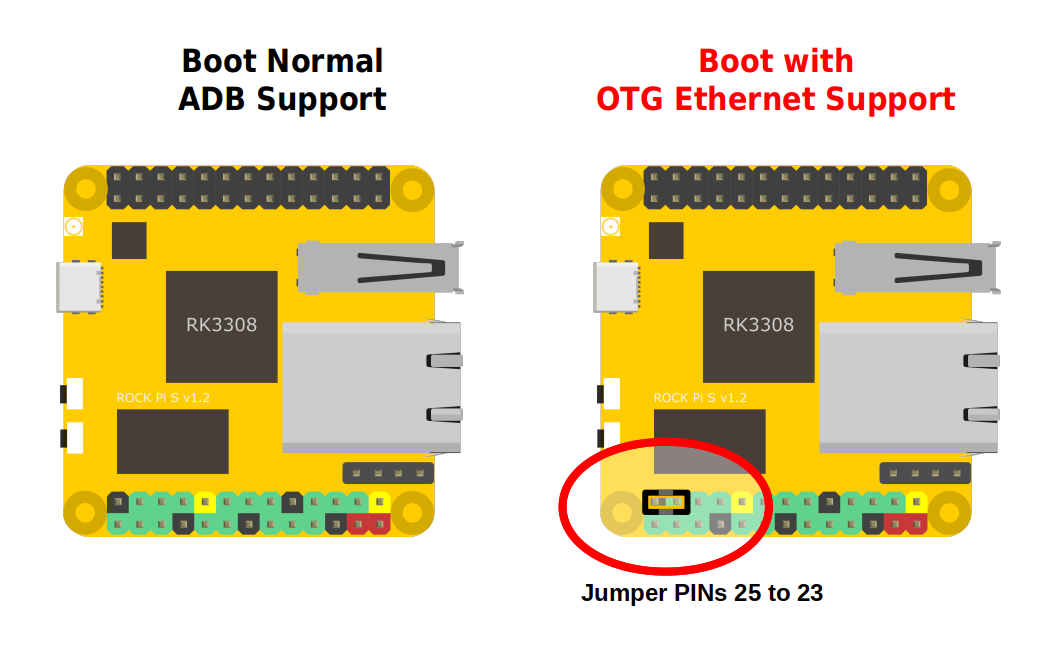 Boot Normal
ADB Support
Boot with
OTG Ethernet Support
RK3308
ROCK Pi S v1.2
RK3308
ROCK Pi S v1.2
Jumper PINs 25 to 23